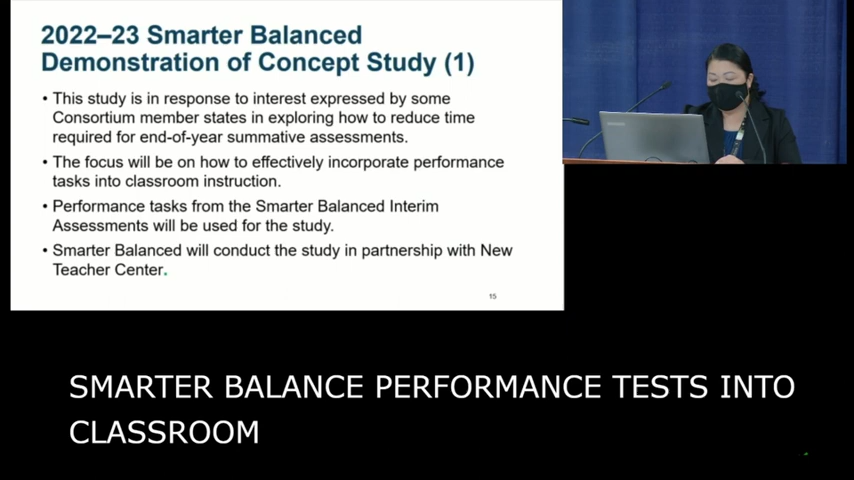 2022–23 Smarter Balanced
Demonstration of Concept Study (1)
• This study is in response to interest expressed by some
Consortium member states in exploring how to reduce time
required for end-of-year summative assessments.
• The focus will be on how to effectively incorporate performance
tasks into classroom instruction.
• Performance tasks from the Smarter Balanced Interim
Assessments will be used for the study.
• Smarter Balanced will conduct the study in partnership with New
Teacher Center.
15
SMARTER BALANCE PERFORMANCE TESTS INTO
CLASSROOM